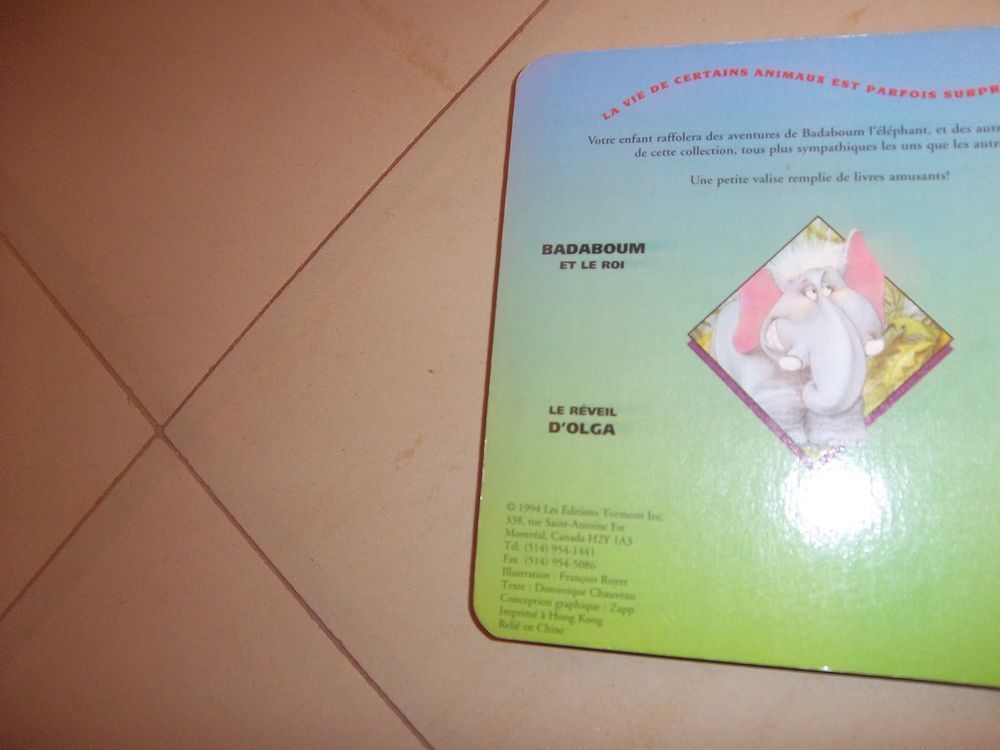 LA VIE DE CERTAINS ANIMAUX EST PARFOIS SURPR
Votre enfant raffolera des aventures de Badaboum l'éléphant, et des aut
de cette collection, tous plus sympathiques les uns que les autr
Une petite valise remplie de livres amusants!
BADABOUM
ET LE ROI
LE RÉVEIL
D'OLGA
© 1994 Les Éditions Tormont Inc.
338, rue Saint-Antoine Est
Montréal, Canada H2Y 1A3
Tél. (514) 954-1441
Fax (514) 954-5086
Illustration : François Ruyer
Texte : Dominique Chauveau
Conception graphique : Zapp
Imprimé à Hong Kong
Relié en Chine